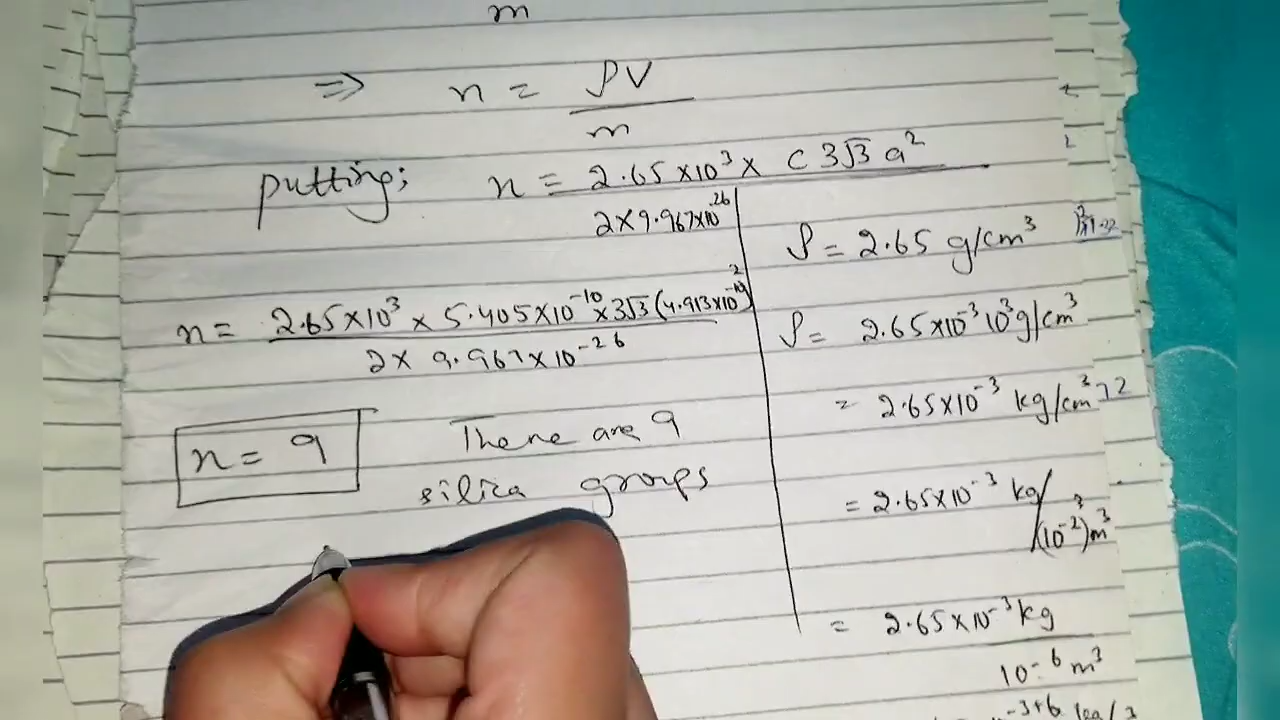 m
⇒ n = ρV / m
putting; n = 2.65×10³ × C 3√3 a² / 2×9.967×10⁻²⁶
n = 2.65×10³ × 5.405×10⁻¹⁰×3√3 (4.913×10⁻¹⁰)² / 2× 9.967×10⁻²⁶
n = 9
There are 9
silica groups
ρ = 2.65 g/cm³
ρ = 2.65×10⁻³ 10³g/cm³
= 2.65×10⁻³ kg/cm³
= 2.65×10⁻³ kg/(10⁻²)³m³
= 2.65×10⁻³kg / 10⁻⁶ m³